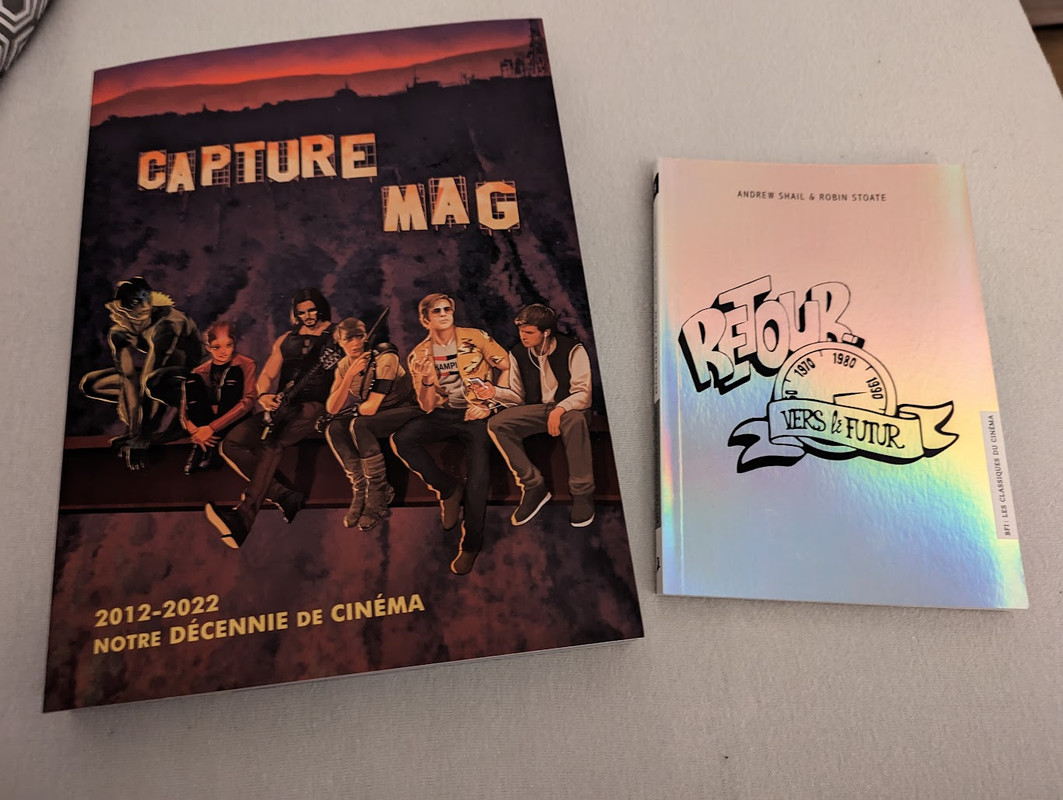 CAPTURE
MAG
CHAMPI
2012-2022
NOTRE DÉCENNIE DE CINÉMA
ANDREW SHAIL & ROBIN STOATE
RETOUR
1970 1980 1990
VERS le FUTUR
BFI : LES CLASSIQUES DU CINÉMA